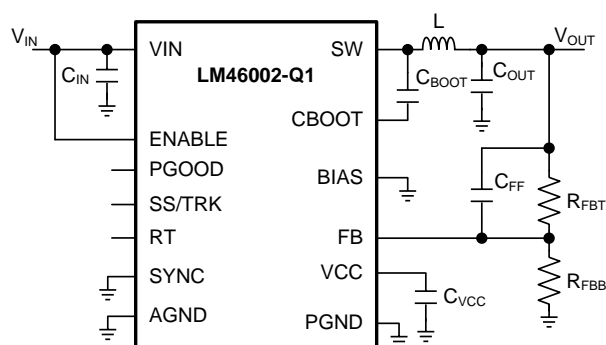 V_IN
C_IN
VIN
LM46002-Q1
SW
L
V_OUT
C_BOOT
C_OUT
CBOOT
ENABLE
PGOOD
BIAS
C_FF
R_FBT
SS/TRK
RT
FB
SYNC
VCC
C_VCC
R_FBB
AGND
PGND